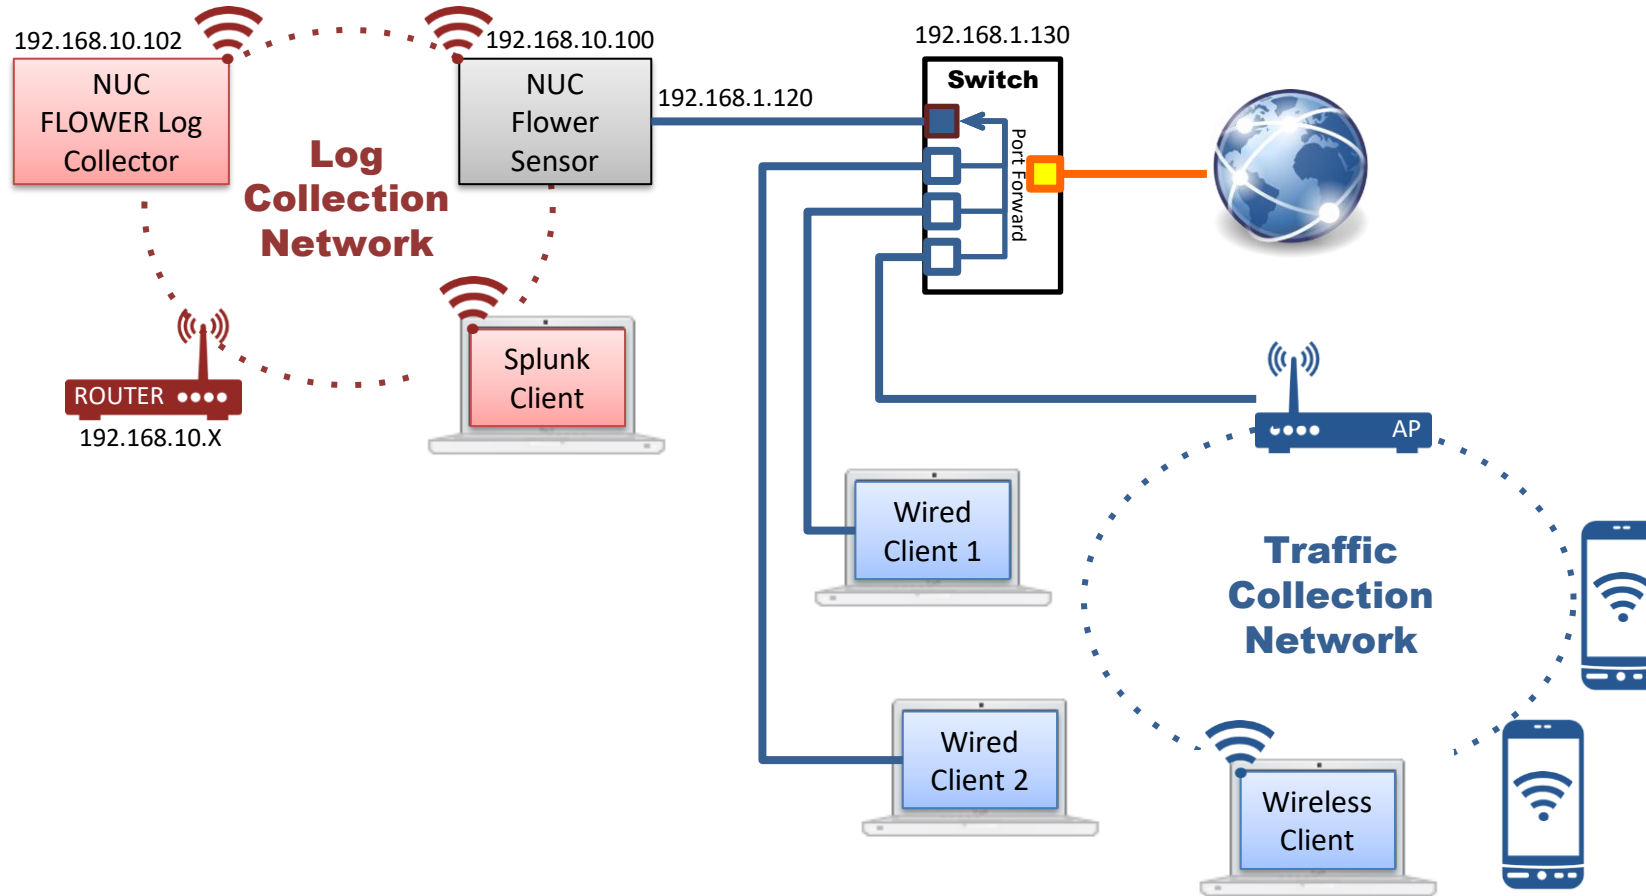 192.168.10.102
NUC
FLOWER Log
Collector
192.168.10.100
NUC
Flower
Sensor
192.168.1.120
192.168.1.130
Switch
Port Forward
Log
Collection
Network
ROUTER
192.168.10.X
Splunk
Client
AP
Wired
Client 1
Traffic
Collection
Network
Wired
Client 2
Wireless
Client